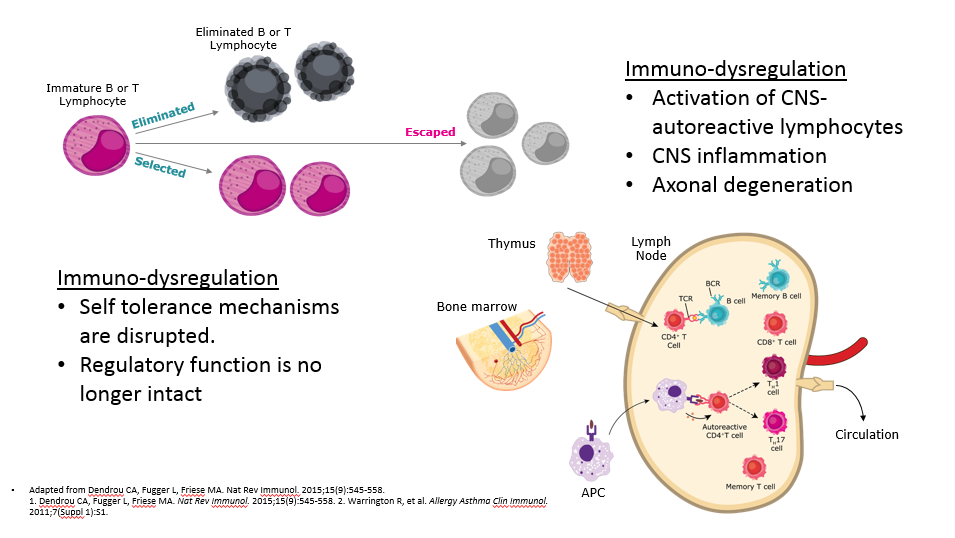 Eliminated B or T
Lymphocyte
Immature B or T
Lymphocyte
Eliminated
Escaped
Selected
Immuno-dysregulation
• Activation of CNS-
autoreactive lymphocytes
• CNS inflammation
• Axonal degeneration
Immuno-dysregulation
• Self tolerance mechanisms
are disrupted.
• Regulatory function is no
longer intact
Thymus
Bone marrow
APC
Lymph
Node
BCR
TCR
B cell
Memory B cell
CD4⁺ T
Cell
CD8⁺ T cell
TH1
cell
Autoreactive
CD4⁺T cell
TH17
cell
Memory T cell
Circulation
• Adapted from Dendrou CA, Fugger L, Friese MA. Nat Rev Immunol. 2015;15(9):545-558.
1. Dendrou CA, Fugger L, Friese MA. Nat Rev Immunol. 2015;15(9):545-558. 2. Warrington R, et al. Allergy Asthma Clin Immunol.
2011;7(Suppl 1):S1.